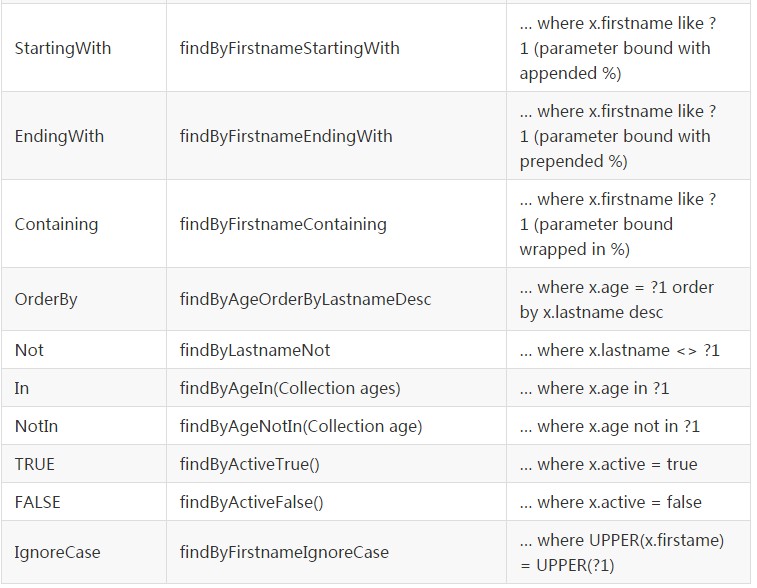 StartingWith findByFirstnameStartingWith … where x.firstname like ?
1 (parameter bound with
appended %)
EndingWith findByFirstnameEndingWith … where x.firstname like ?
1 (parameter bound with
prepended %)
Containing findByFirstnameContaining … where x.firstname like ?
1 (parameter bound
wrapped in %)
OrderBy findByAgeOrderByLastnameDesc … where x.age = ?1 order
by x.lastname desc
Not findByLastnameNot … where x.lastname <> ?1
In findByAgeIn(Collection ages) … where x.age in ?1
NotIn findByAgeNotIn(Collection age) … where x.age not in ?1
TRUE findByActiveTrue() … where x.active = true
FALSE findByActiveFalse() … where x.active = false
IgnoreCase findByFirstnameIgnoreCase … where UPPER(x.firstame)
= UPPER(?1)